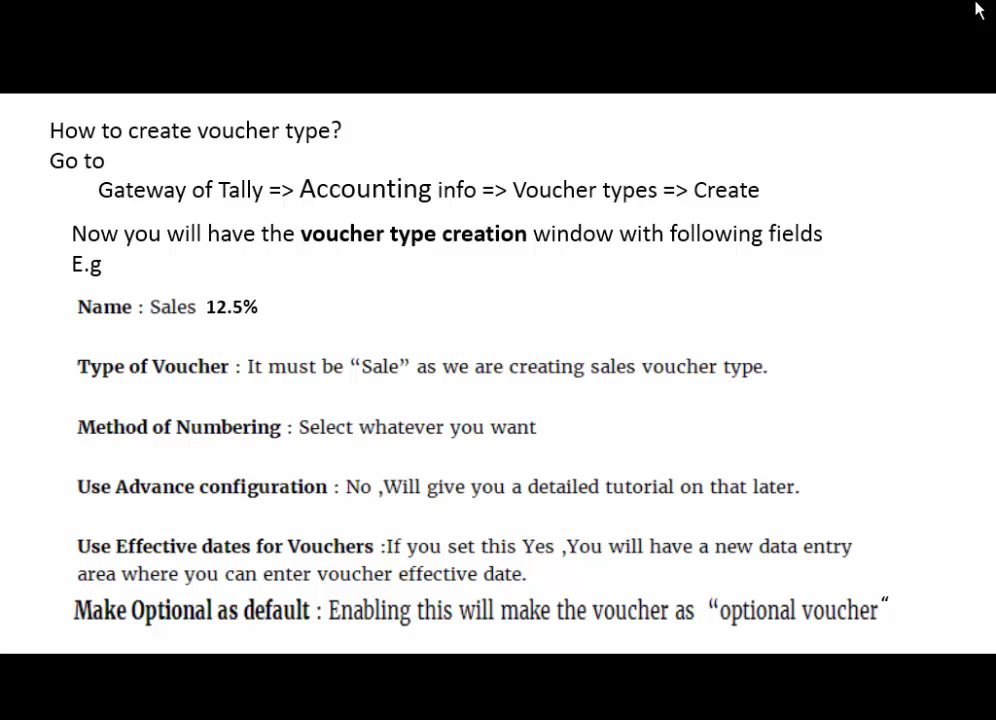 How to create voucher type?
Go to
Gateway of Tally => Accounting info => Voucher types => Create
Now you will have the voucher type creation window with following fields
E.g
Name : Sales 12.5%
Type of Voucher : It must be “Sale” as we are creating sales voucher type.
Method of Numbering : Select whatever you want
Use Advance configuration : No ,Will give you a detailed tutorial on that later.
Use Effective dates for Vouchers :If you set this Yes ,You will have a new data entry
area where you can enter voucher effective date.
Make Optional as default : Enabling this will make the voucher as “optional voucher“